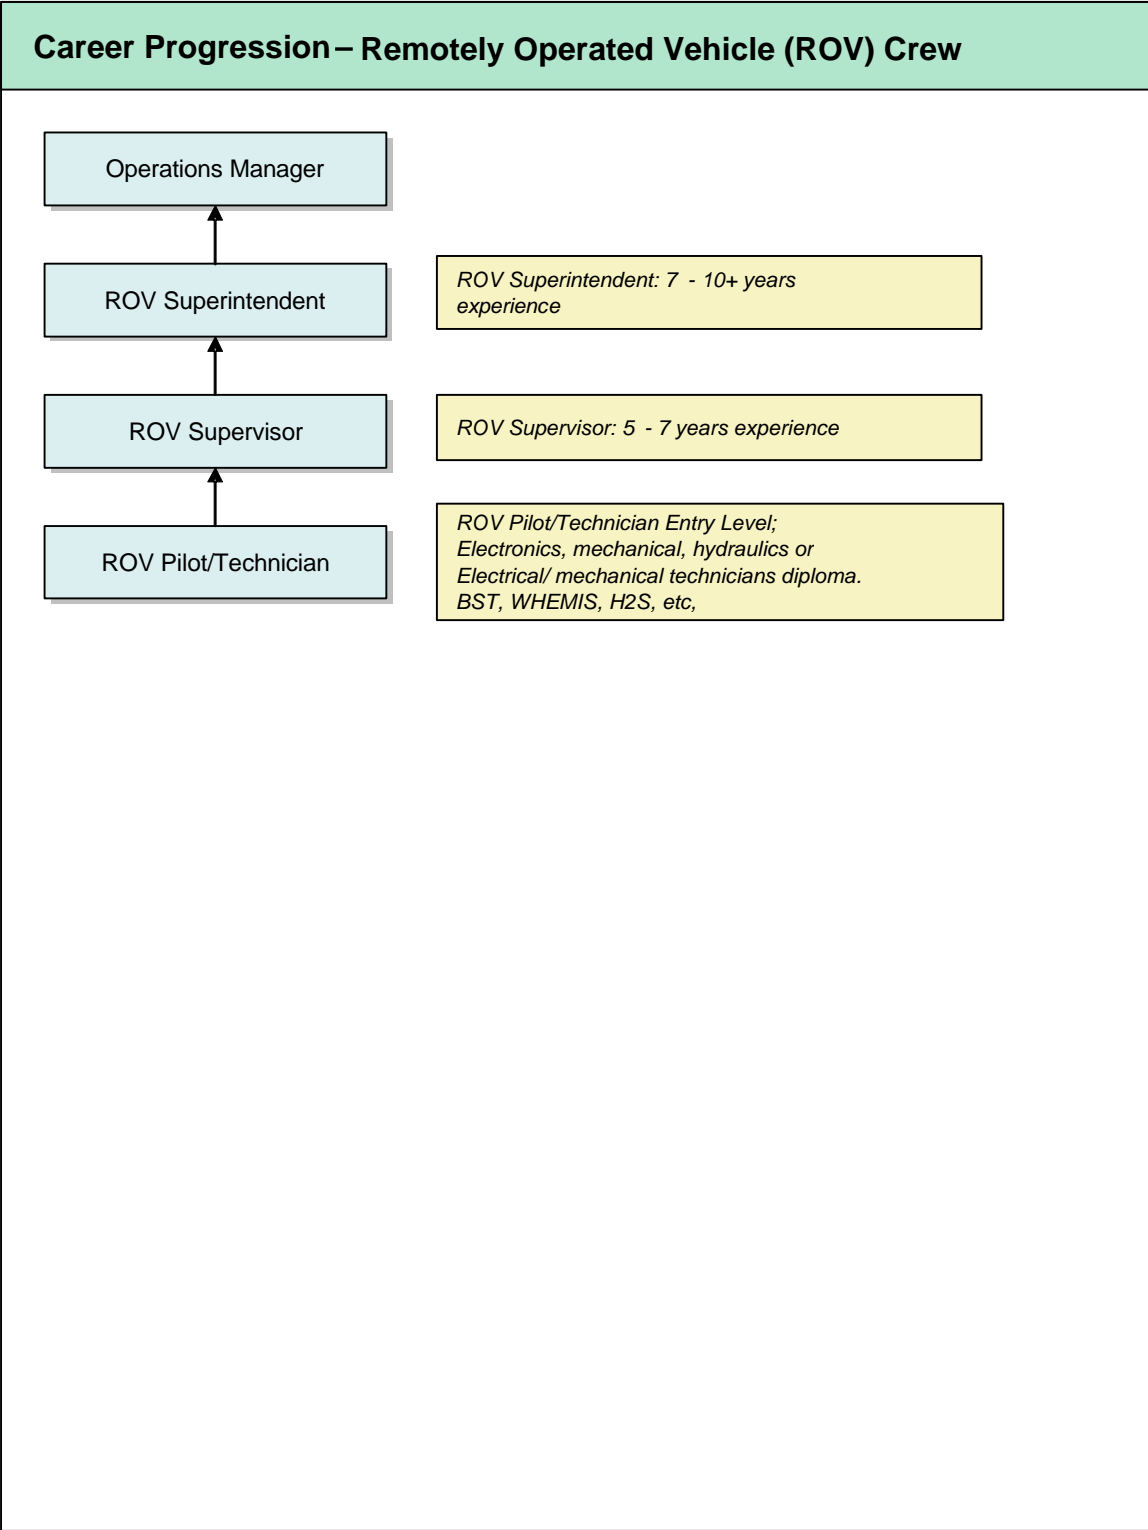 Career Progression – Remotely Operated Vehicle (ROV) Crew
Operations Manager
ROV Superintendent
ROV Superintendent: 7 - 10+ years
experience
ROV Supervisor
ROV Supervisor: 5 - 7 years experience
ROV Pilot/Technician
ROV Pilot/Technician Entry Level;
Electronics, mechanical, hydraulics or
Electrical/ mechanical technicians diploma.
BST, WHEMIS, H2S, etc,